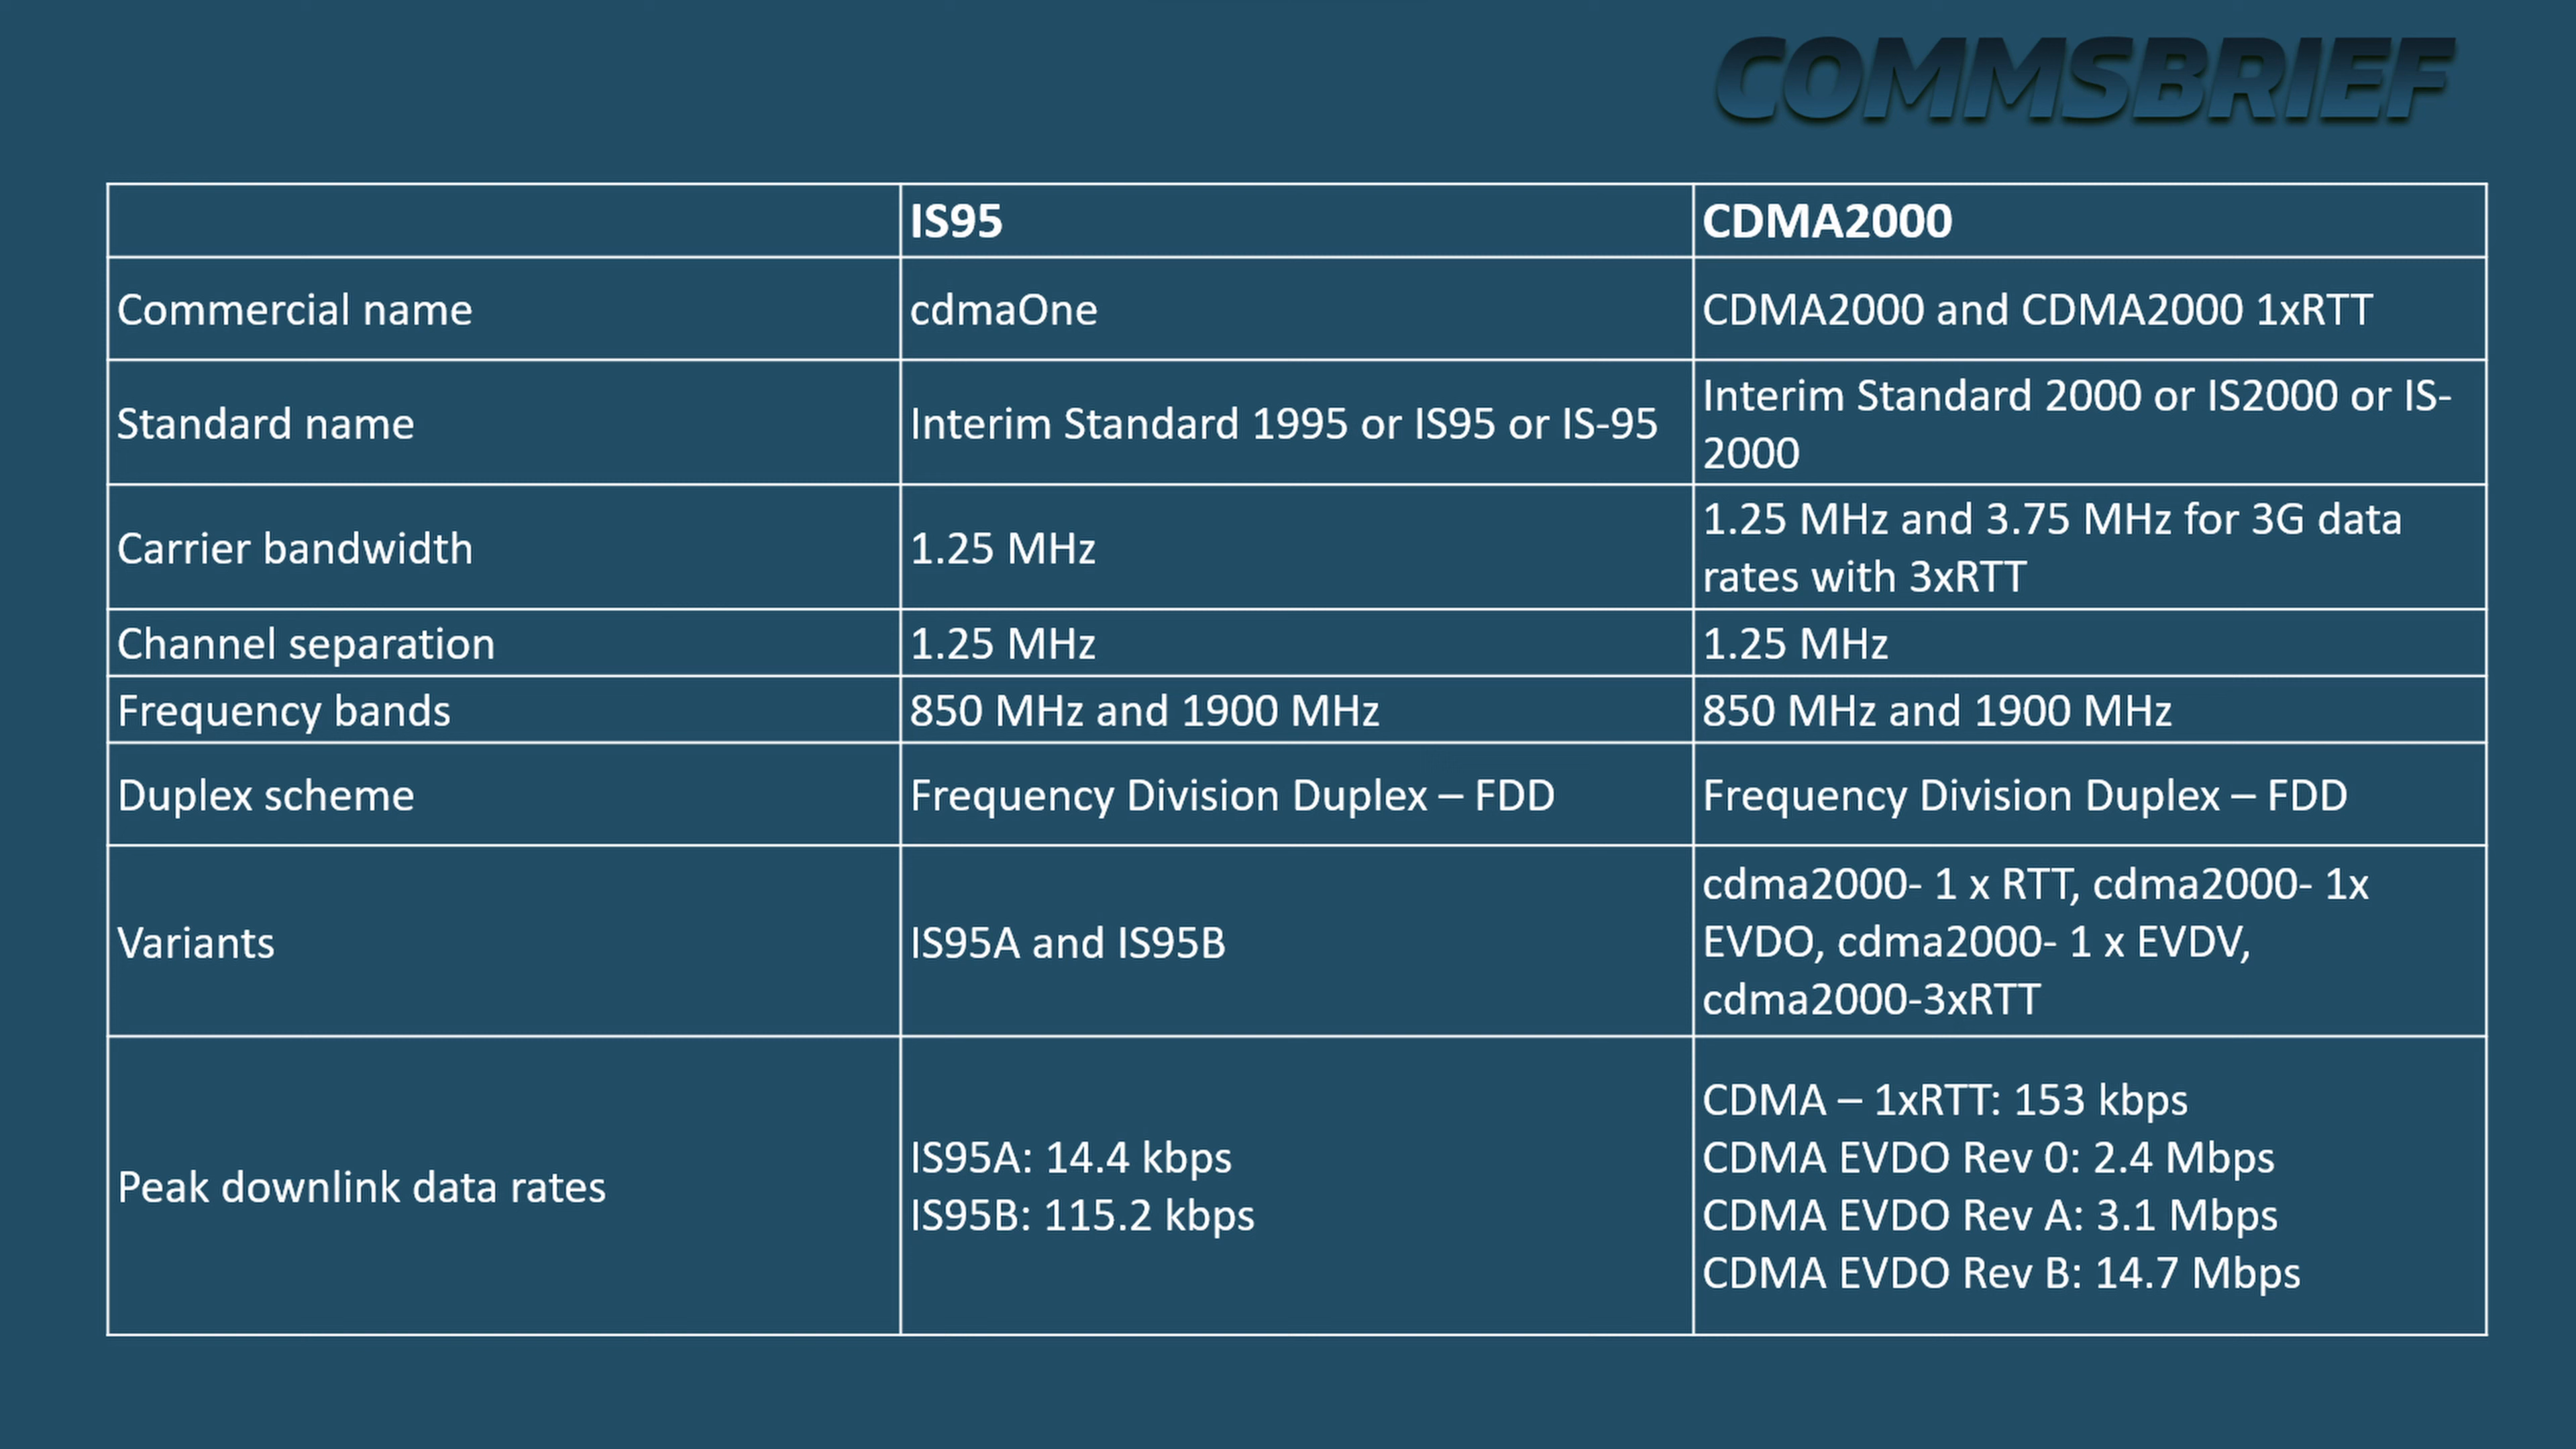 COMMSBRIEF
IS95
CDMA2000
Commercial name
cdmaOne
CDMA2000 and CDMA2000 1xRTT
Standard name
Interim Standard 1995 or IS95 or IS-95
Interim Standard 2000 or IS2000 or IS-
2000
Carrier bandwidth
1.25 MHz
1.25 MHz and 3.75 MHz for 3G data
rates with 3xRTT
Channel separation
1.25 MHz
1.25 MHz
Frequency bands
850 MHz and 1900 MHz
850 MHz and 1900 MHz
Duplex scheme
Frequency Division Duplex – FDD
Frequency Division Duplex – FDD
Variants
IS95A and IS95B
cdma2000- 1 x RTT, cdma2000- 1x
EVDO, cdma2000- 1 x EVDV,
cdma2000-3xRTT
Peak downlink data rates
IS95A: 14.4 kbps
IS95B: 115.2 kbps
CDMA – 1xRTT: 153 kbps
CDMA EVDO Rev 0: 2.4 Mbps
CDMA EVDO Rev A: 3.1 Mbps
CDMA EVDO Rev B: 14.7 Mbps